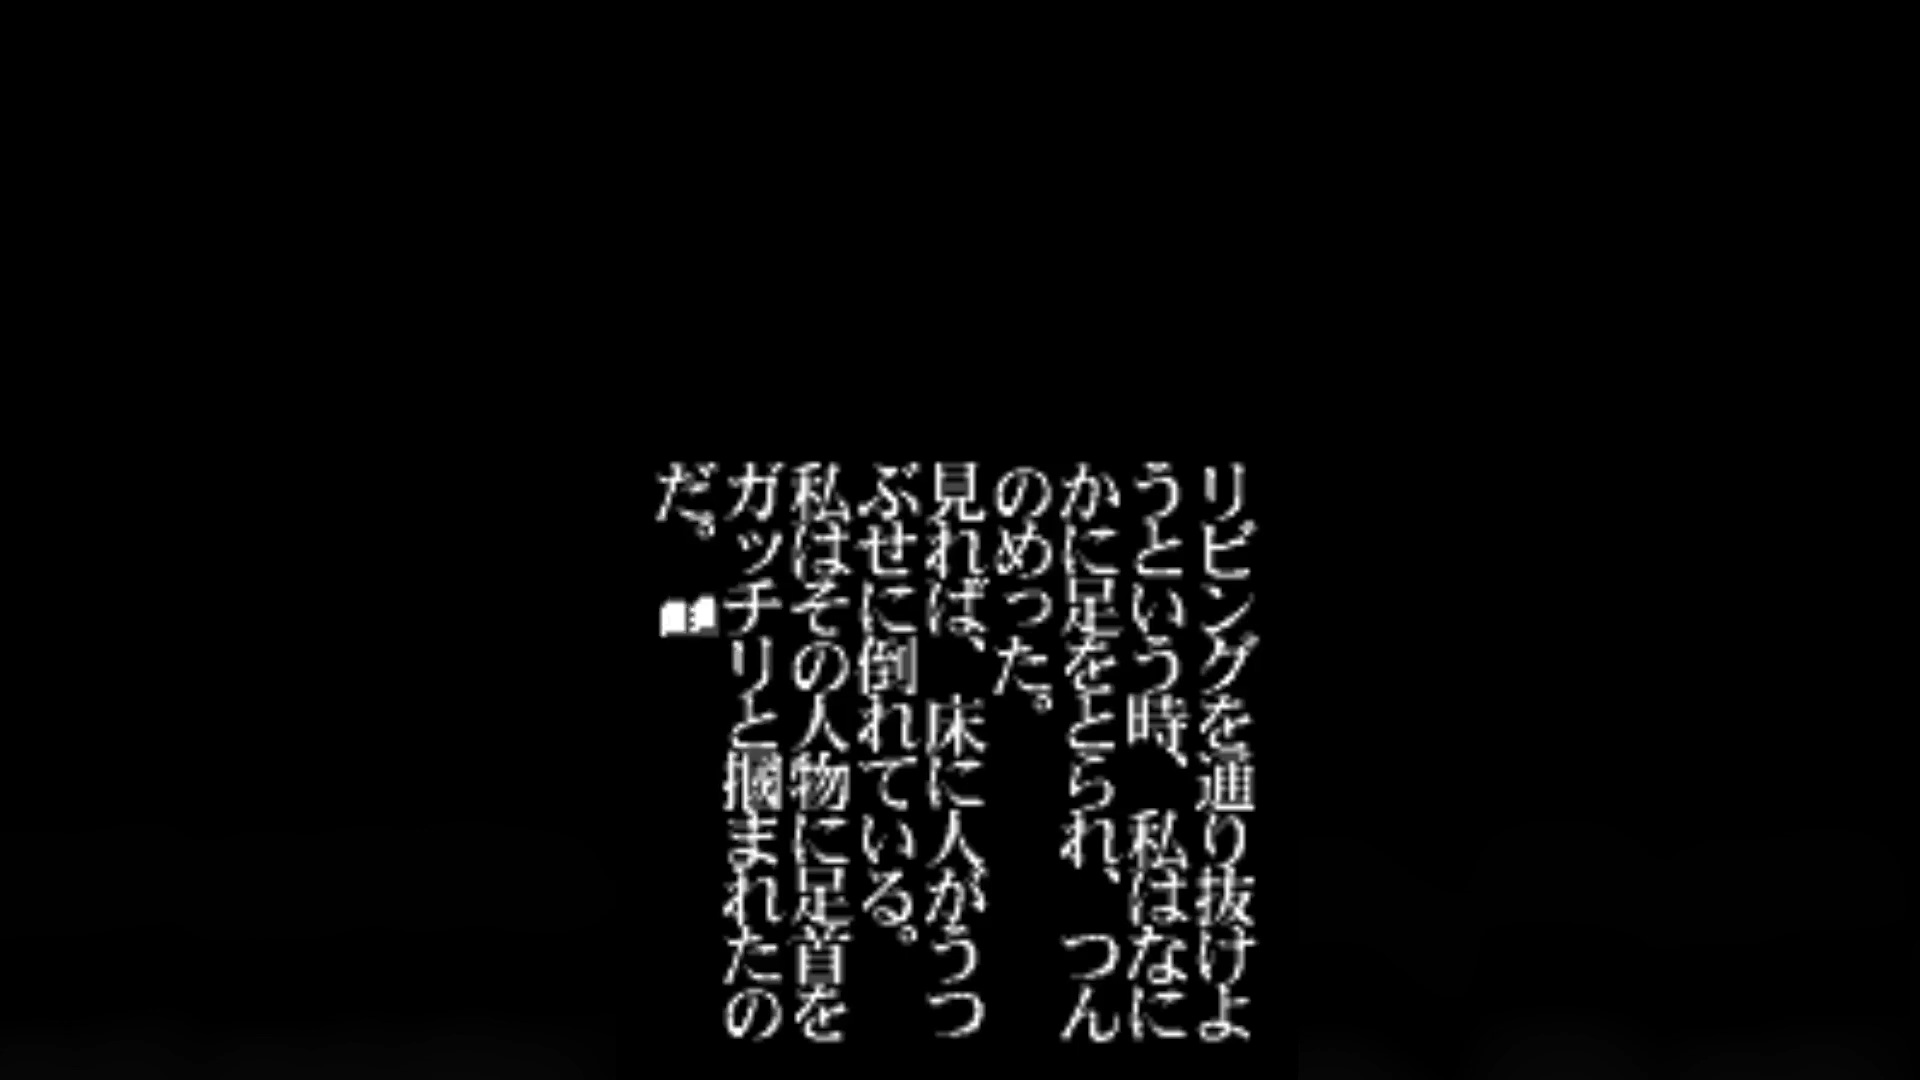 リビングを通り抜けよ
うという時、私はなに
かに足をとられ、つん
のめった。
見れば、床に人がうつ
ぶせに倒れている。
私はその人物に足首を
ガッチリと掴まれたの
だ。